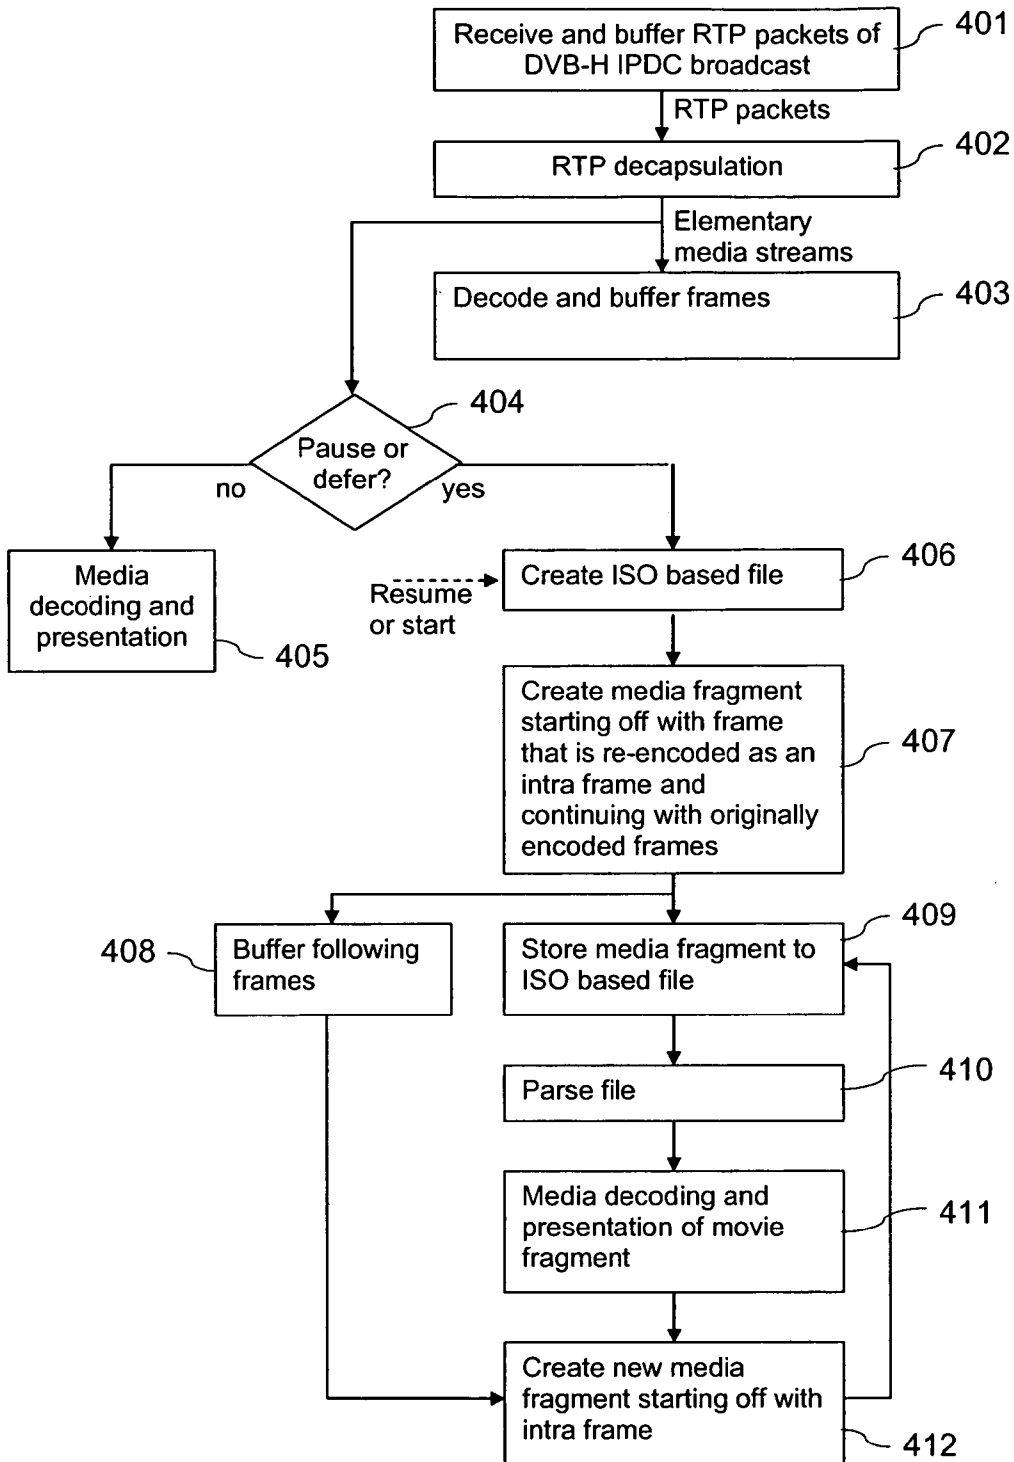 Receive and buffer RTP packets of
DVB-H IPDC broadcast
401
RTP packets
RTP decapsulation
402
Elementary
media streams
Decode and buffer frames
403
404
Pause or
defer?
no
yes
Media
decoding and
presentation
405
Resume
or start
Create ISO based file
406
Create media fragment
starting off with frame
that is re-encoded as an
intra frame and
continuing with originally
encoded frames
407
408
Buffer following
frames
Store media fragment to
ISO based file
409
Parse file
410
Media decoding and
presentation of movie
fragment
411
Create new media
fragment starting off with
intra frame
412